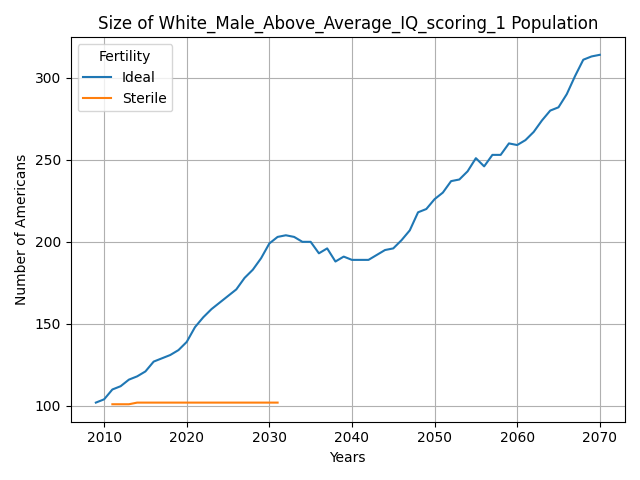 Size of White_Male_Above_Average_IQ_scoring_1 Population
Fertility
Ideal
Sterile
Number of Americans
300
250
200
150
100
2010 2020 2030 2040 2050 2060 2070
Years